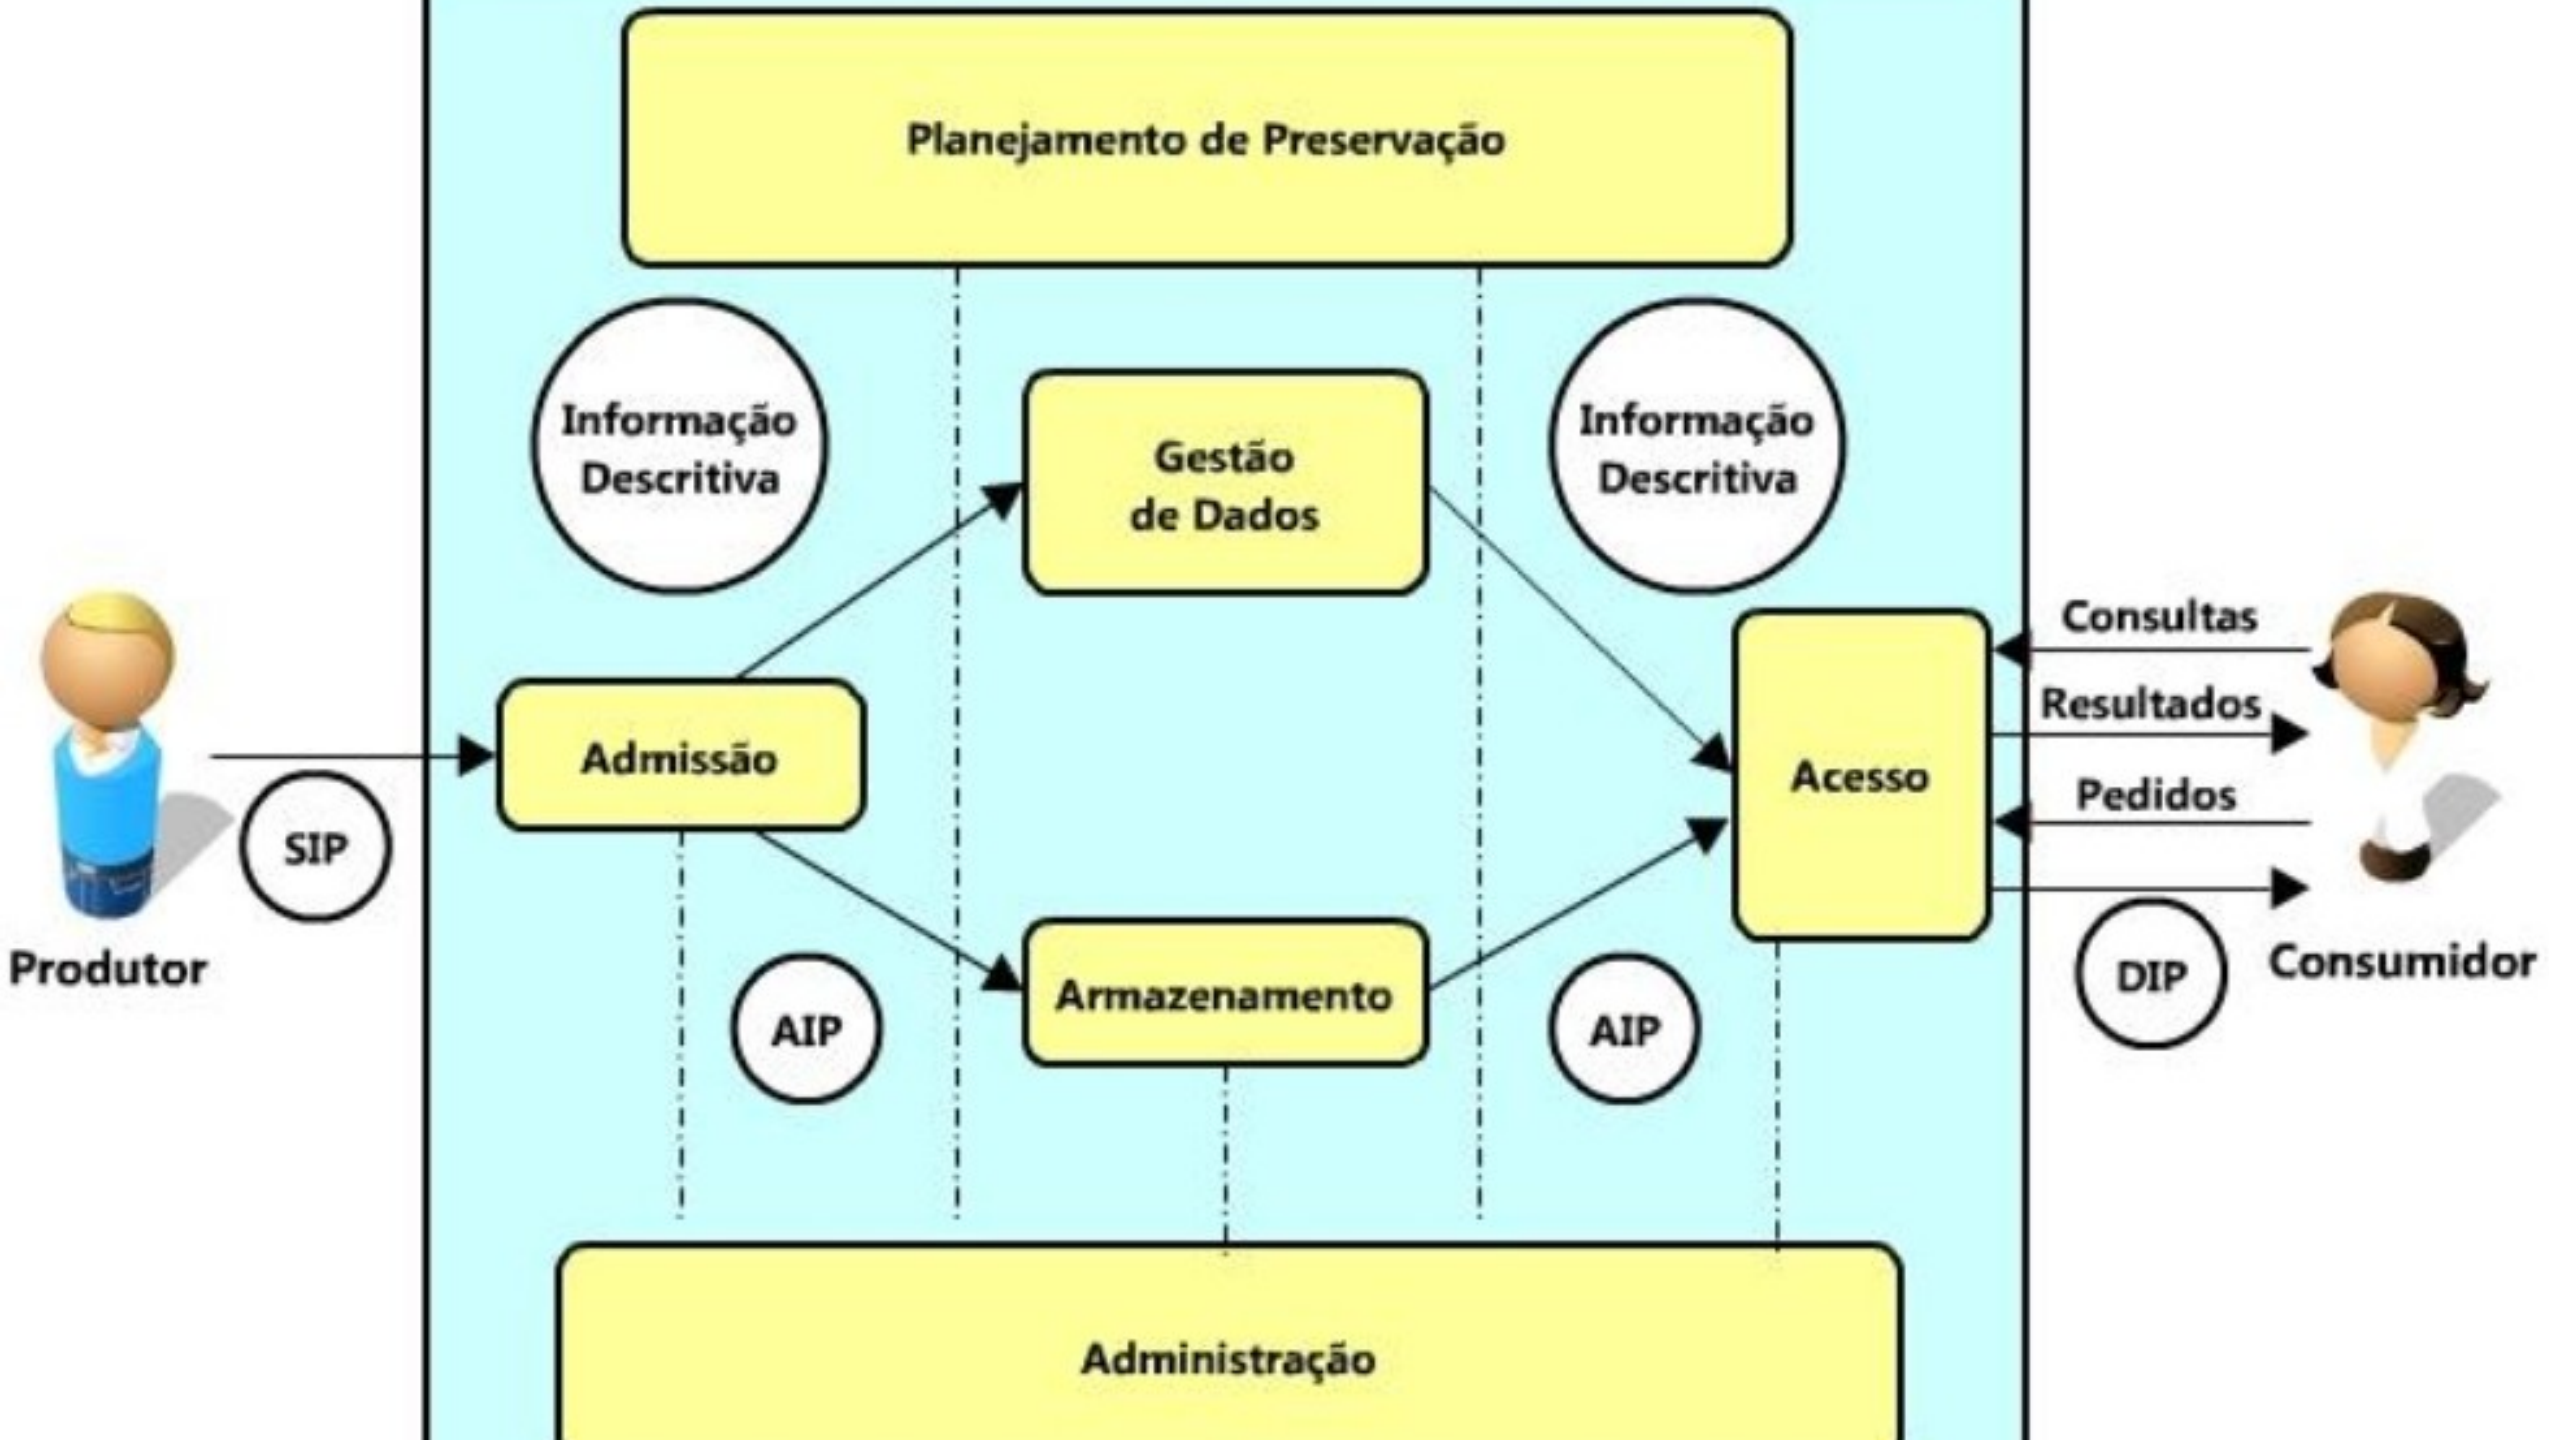 Planejamento de Preservação
Informação
Descritiva
Gestão
de Dados
Informação
Descritiva
Consultas
Resultados
Admissão
Acesso
Pedidos
SIP
Produtor
Armazenamento
AIP
AIP
DIP
Consumidor
Administração